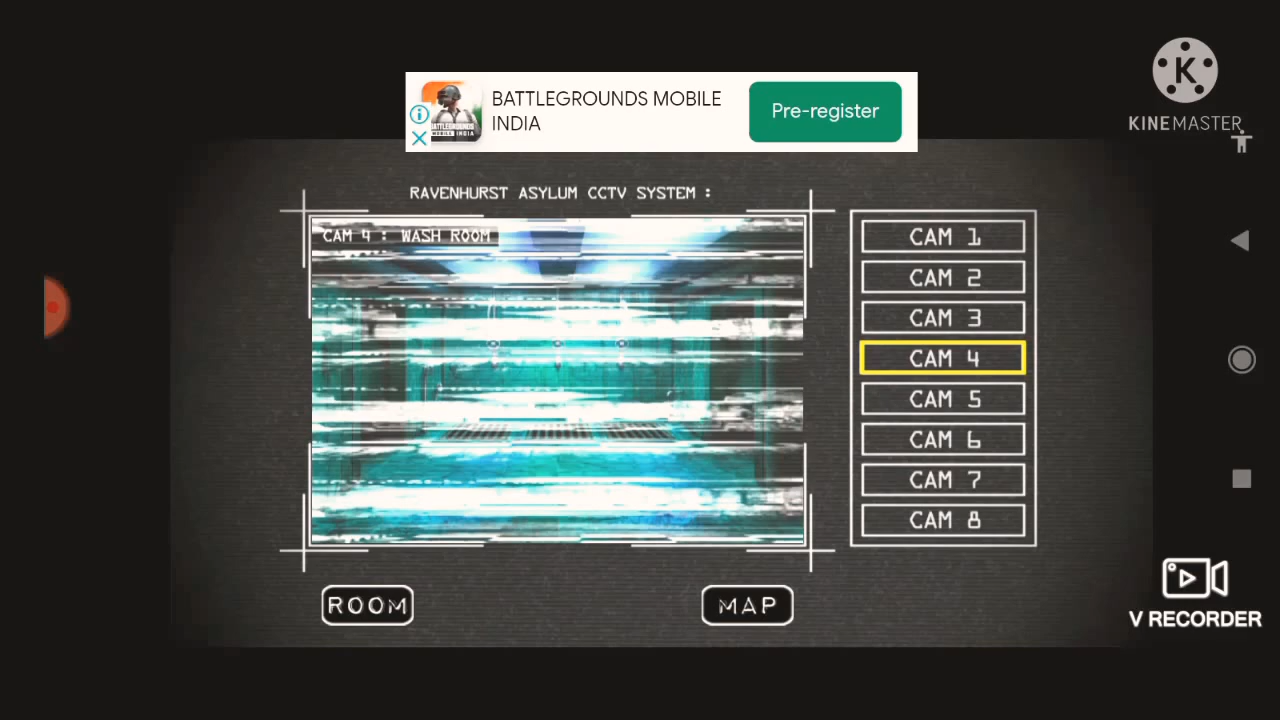 BATTLEGROUNDS MOBILE
INDIA
Pre-register
K
KINEMASTER
RAVENHURST ASYLUM CCTV SYSTEM :
CAM 4 : WASH ROOM
CAM 1
CAM 2
CAM 3
CAM 4
CAM 5
CAM 6
CAM 7
CAM 8
ROOM
MAP
V RECORDER